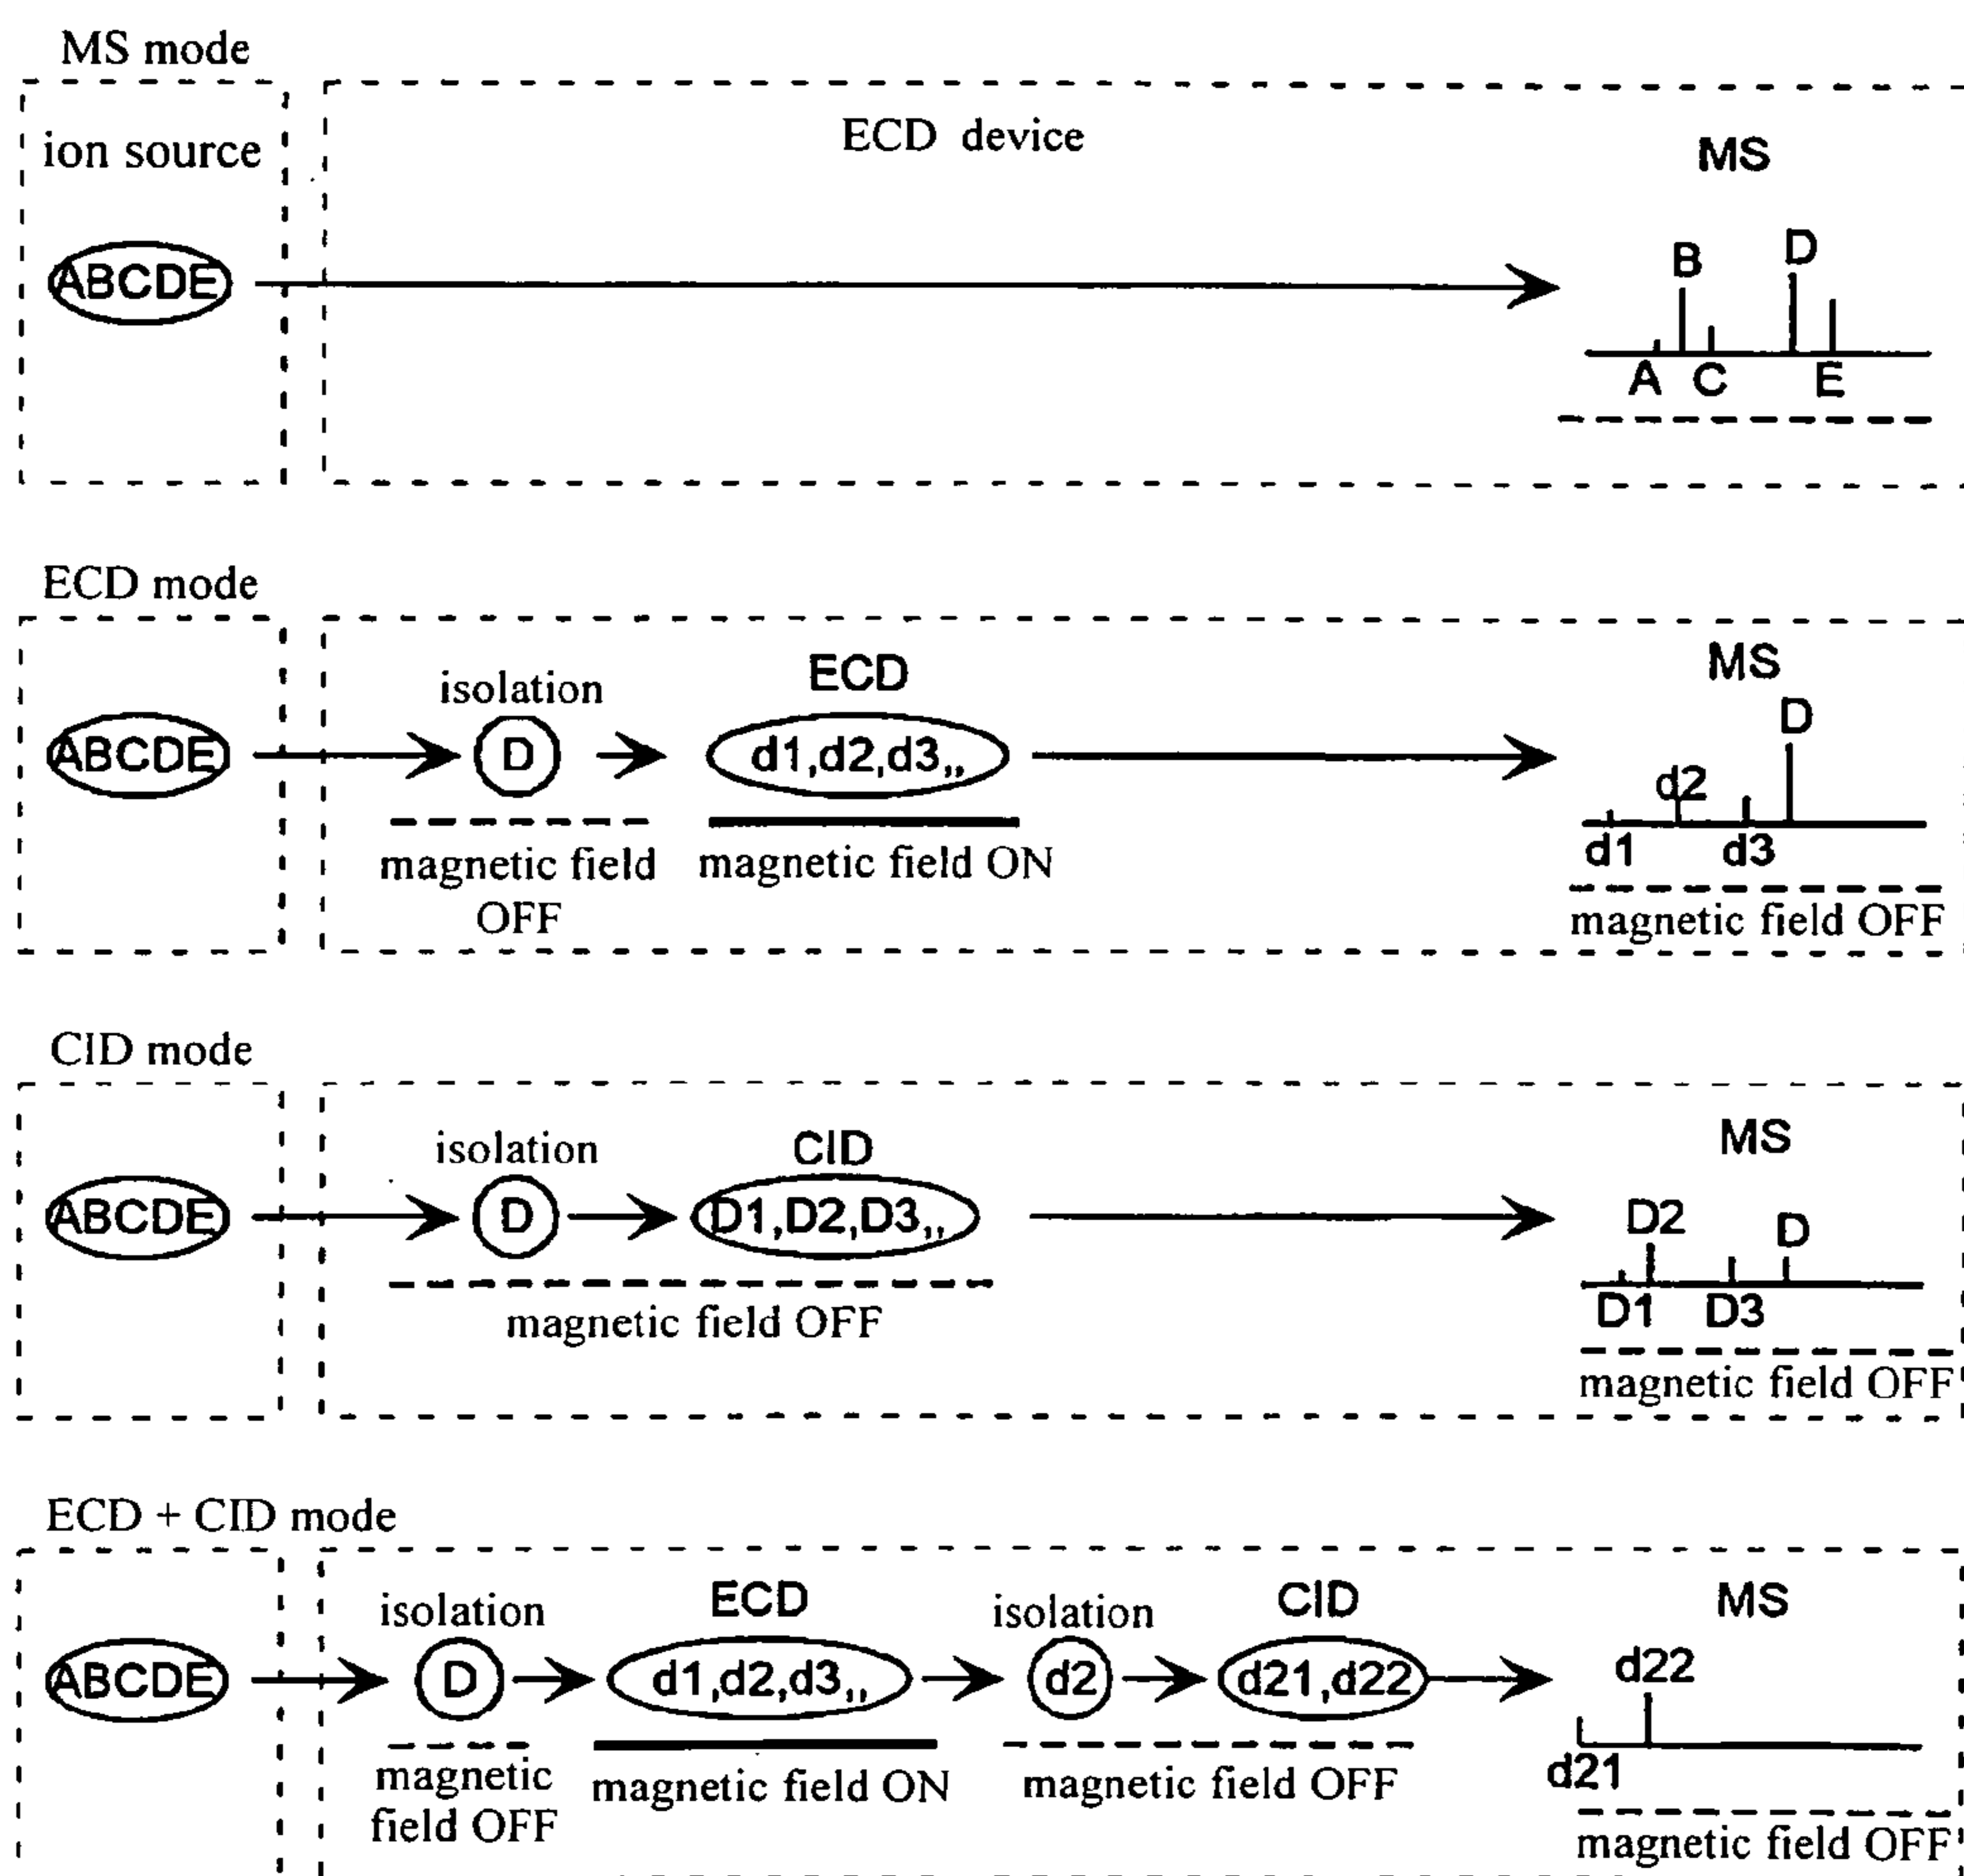 MS mode
ion source
ECD device
MS
ABCDE
B
D
A
C
E
ECD mode
isolation
ECD
MS
ABCDE
D
d1,d2,d3,,
D
d2
d1
d3
magnetic field
OFF
magnetic field ON
magnetic field OFF
CID mode
isolation
CID
MS
ABCDE
D
D1,D2,D3,,
D2
D
D1
D3
magnetic field OFF
magnetic field OFF
ECD + CID mode
isolation
ECD
isolation
CID
MS
ABCDE
D
d1,d2,d3,,
d2
d21,d22
d22
d21
magnetic
field OFF
magnetic field ON
magnetic field OFF
magnetic field OFF